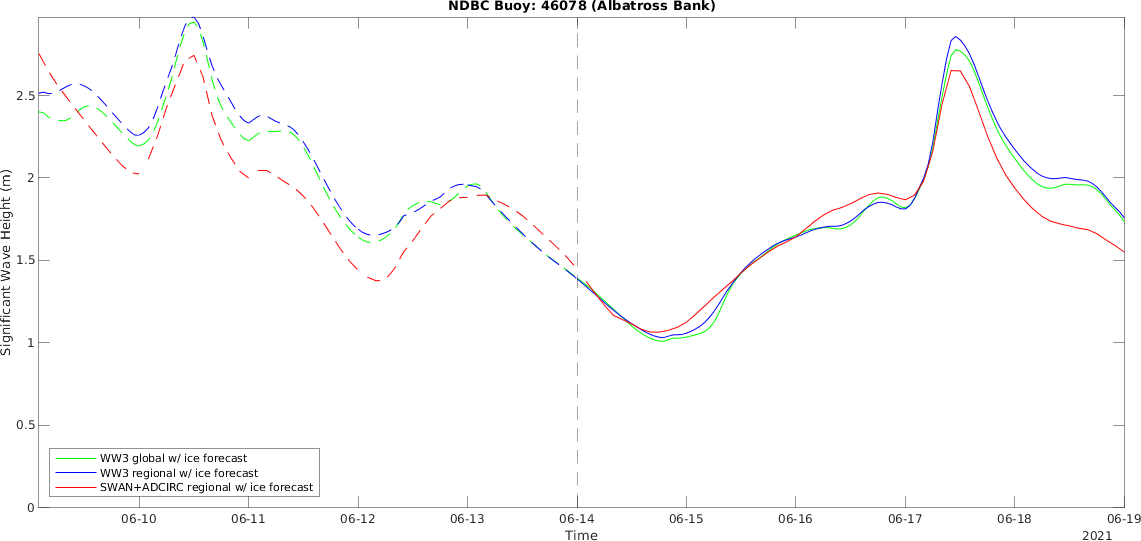 NDBC Buoy: 46078 (Albatross Bank)
Significant Wave Height (m)
2.5
2
1.5
1
0.5
0
WW3 global w/ ice forecast
WW3 regional w/ ice forecast
SWAN+ADCIRC regional w/ ice forecast
06-10 06-11 06-12 06-13 06-14 06-15 06-16 06-17 06-18 06-19
Time
2021